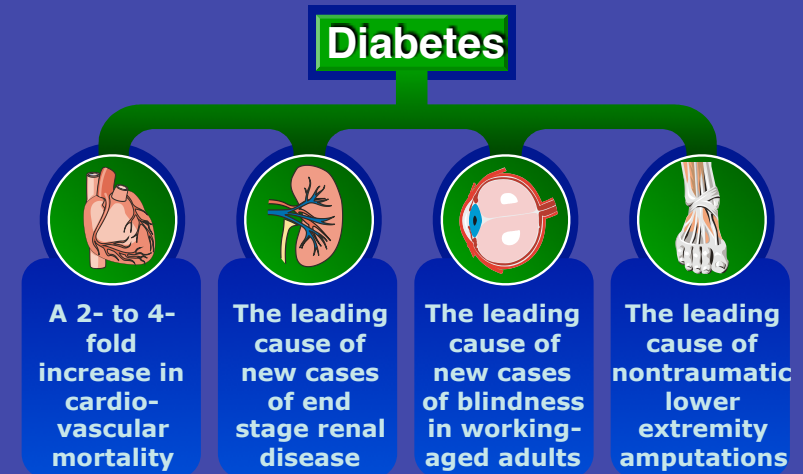 Diabetes
A 2- to 4-
fold
increase in
cardio-
vascular
mortality
The leading
cause of
new cases
of end
stage renal
disease
The leading
cause of
new cases
of blindness
in working-
aged adults
The leading
cause of
nontraumatic
lower
extremity
amputations